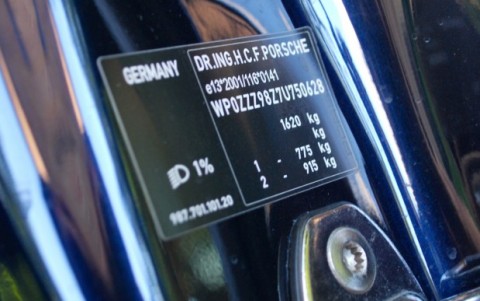 GERMANY
DR.ING.H.C.F.PORSCHE
e13*2001/116*0141
WP0ZZZ98Z7U750628
1620 kg
kg
1 - 775 kg
2 - 915 kg
1%
987.701.101.20